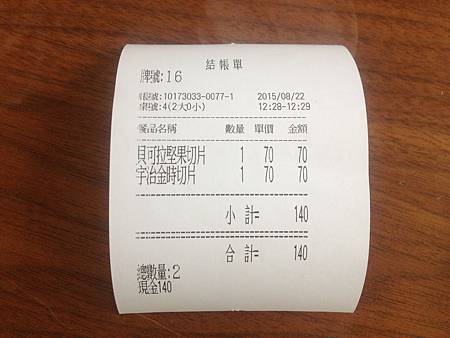 結帳單
牌號:16
帳號:10173033-0077-1 2015/08/22
桌號:4(2大0小) 12:28-12:29
餐品名稱 數量 單價 金額
貝可拉堅果切片 1 70 70
宇治金時切片 1 70 70
小 計= 140
合 計= 140
總數量:2
現金140